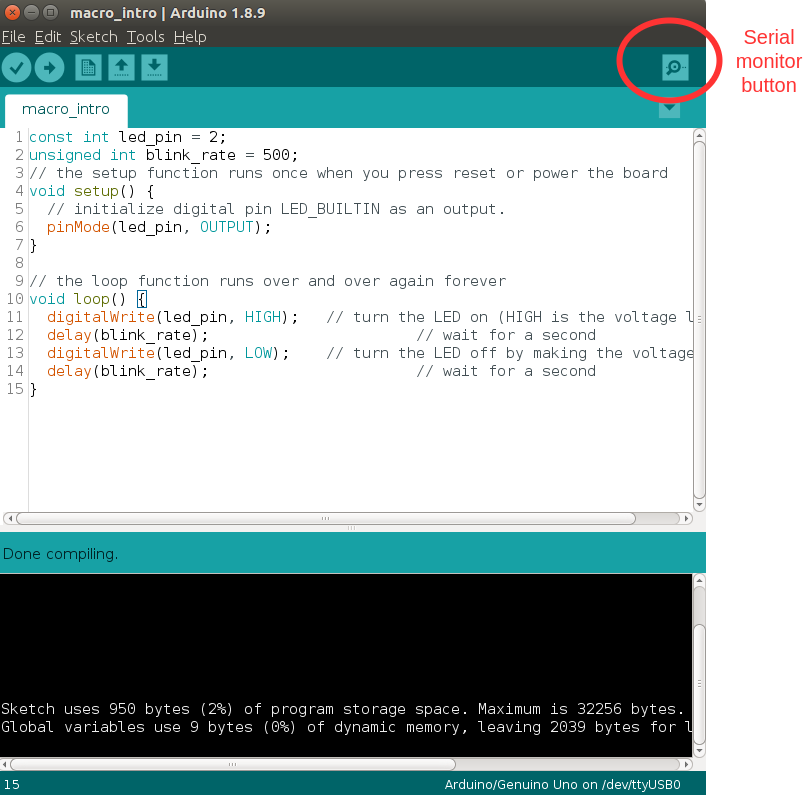 macro_intro | Arduino 1.8.9
File Edit Sketch Tools Help
Serial
monitor
button
macro_intro
1 const int led_pin = 2;
2 unsigned int blink_rate = 500;
3 // the setup function runs once when you press reset or power the board
4 void setup() {
5   // initialize digital pin LED_BUILTIN as an output.
6   pinMode(led_pin, OUTPUT);
7 }
8
9 // the loop function runs over and over again forever
10 void loop() {
11   digitalWrite(led_pin, HIGH);   // turn the LED on (HIGH is the voltage l
12   delay(blink_rate);                       // wait for a second
13   digitalWrite(led_pin, LOW);    // turn the LED off by making the voltage
14   delay(blink_rate);                       // wait for a second
15 }
Done compiling.
Sketch uses 950 bytes (2%) of program storage space. Maximum is 32256 bytes.
Global variables use 9 bytes (0%) of dynamic memory, leaving 2039 bytes for l
15 Arduino/Genuino Uno on /dev/ttyUSB0